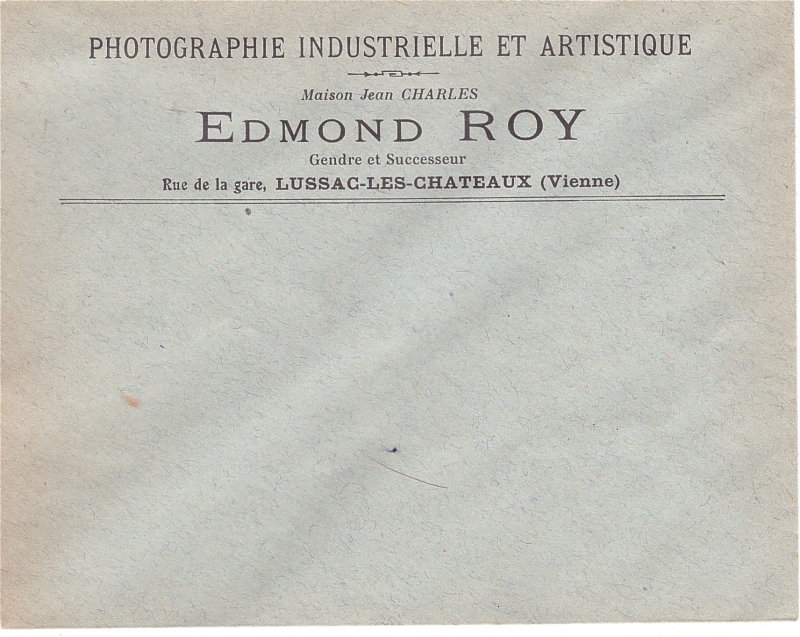 PHOTOGRAPHIE INDUSTRIELLE ET ARTISTIQUE
Maison Jean CHARLES
EDMOND ROY
Gendre et Successeur
Rue de la gare, LUSSAC-LES-CHATEAUX (Vienne)